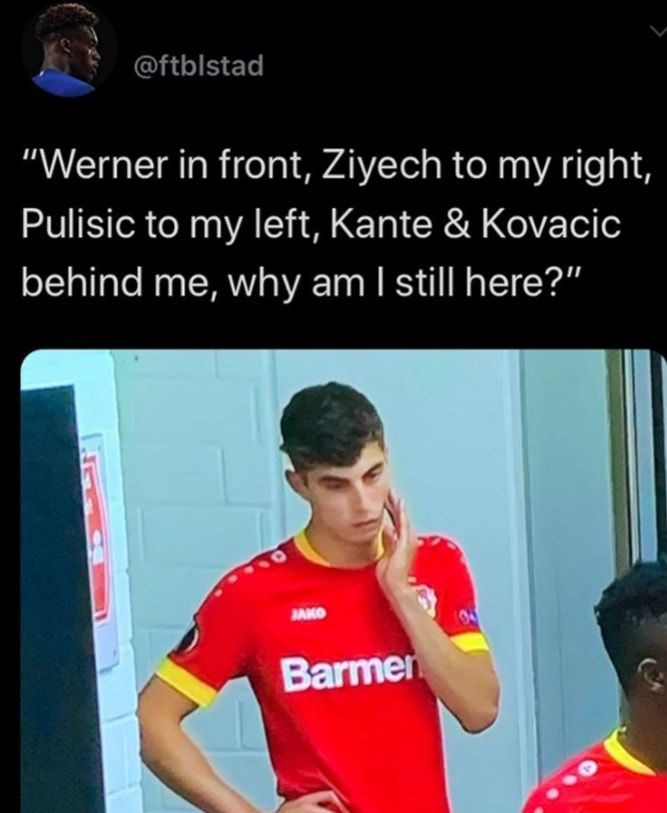 @ftblstad
“Werner in front, Ziyech to my right,
Pulisic to my left, Kante & Kovacic
behind me, why am I still here?”
JAKO
Barmen